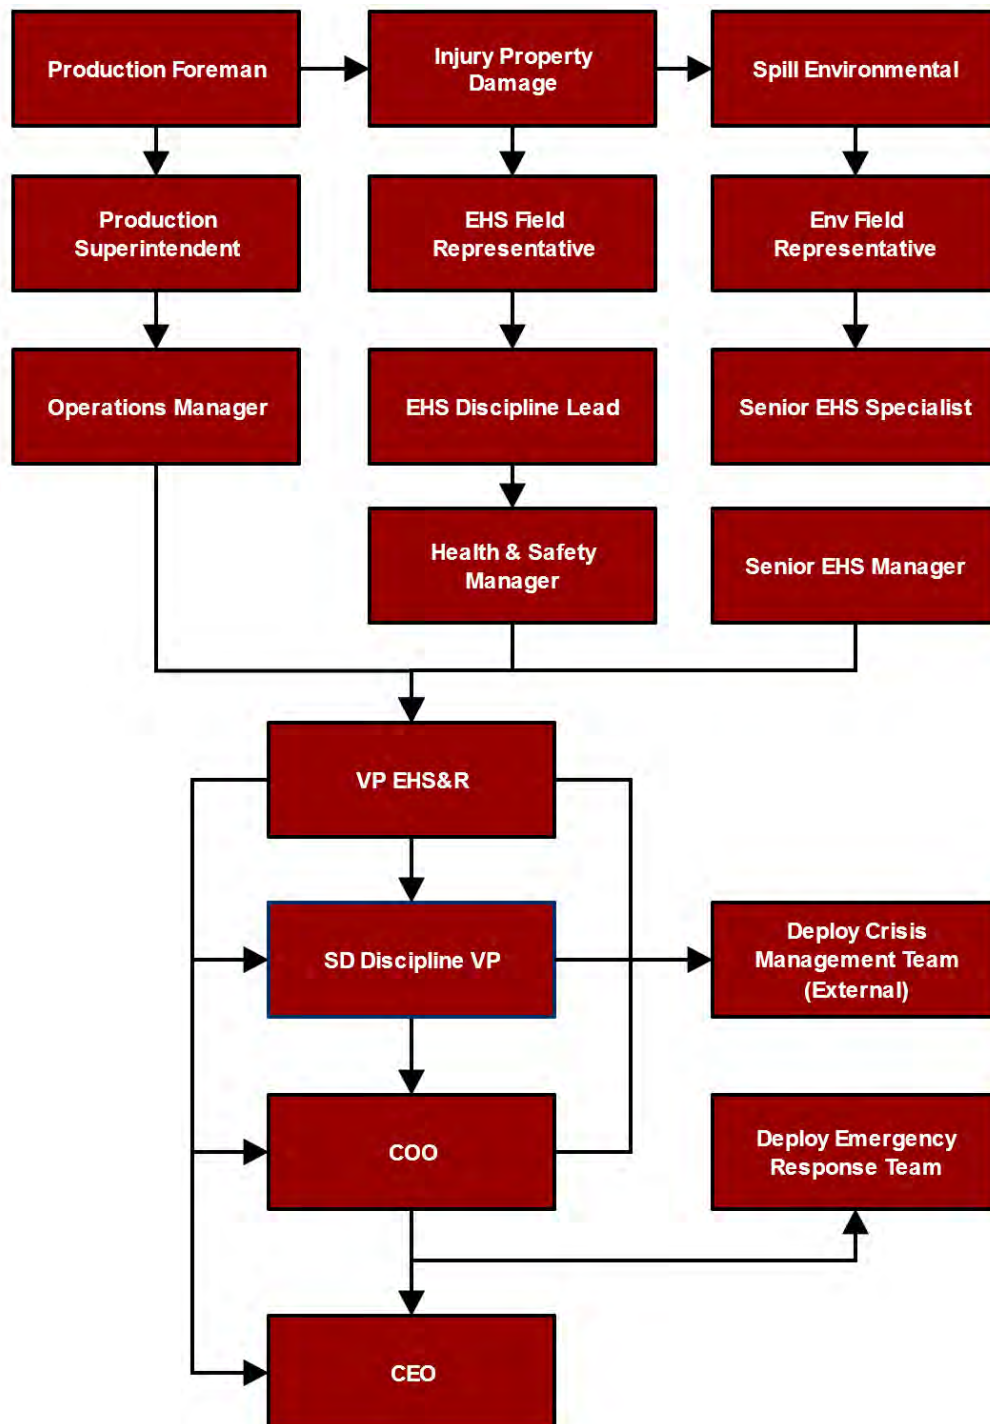 Production Foreman
Injury Property
Damage
Spill Environmental
Production
Superintendent
EHS Field
Representative
Env Field
Representative
Operations Manager
EHS Discipline Lead
Senior EHS Specialist
Health & Safety
Manager
Senior EHS Manager
VP EHS&R
SD Discipline VP
Deploy Crisis
Management Team
(External)
COO
Deploy Emergency
Response Team
CEO